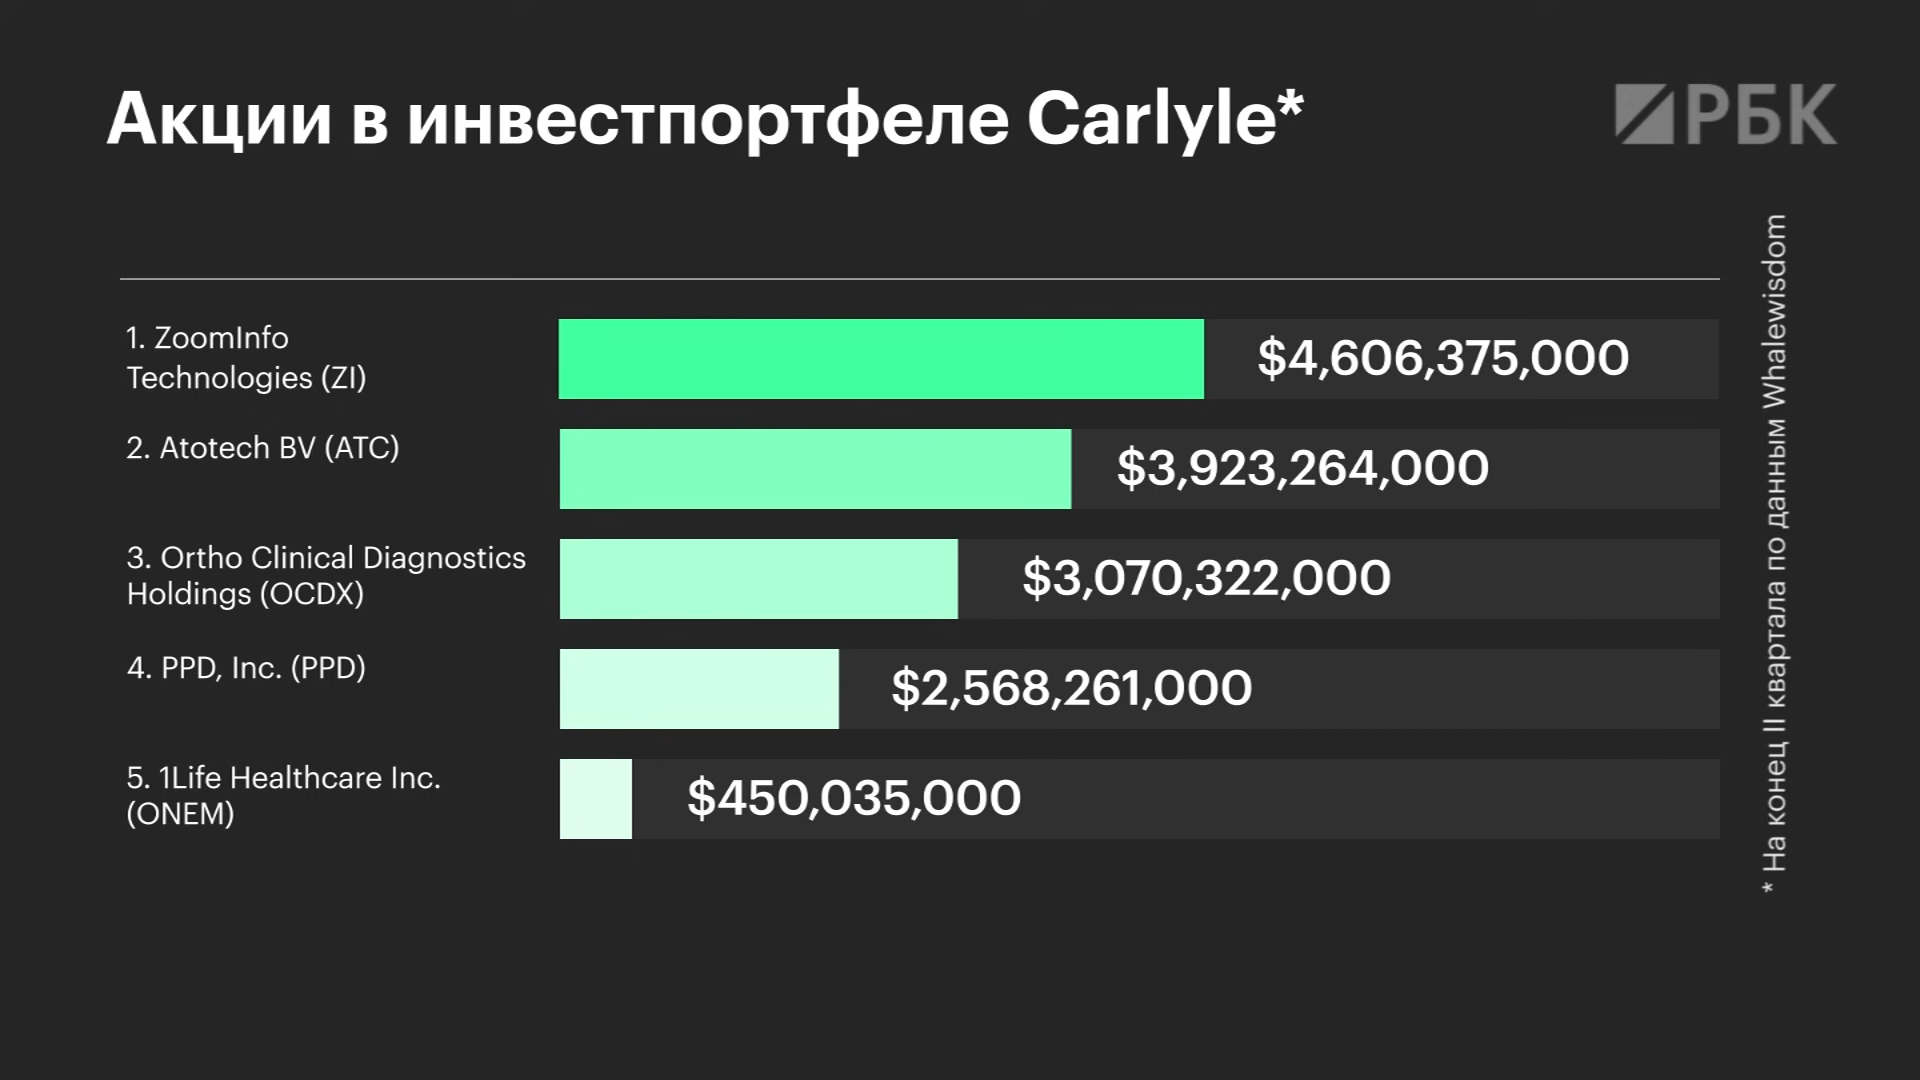 Акции в инвестпортфеле Carlyle*
РБК
1. ZoomInfo
Technologies (ZI)
$4,606,375,000
2. Atotech BV (ATC)
$3,923,264,000
3. Ortho Clinical Diagnostics
Holdings (OCDX)
$3,070,322,000
4. PPD, Inc. (PPD)
$2,568,261,000
5. 1Life Healthcare Inc.
(ONEM)
$450,035,000
* На конец II квартала по данным Whalewisdom